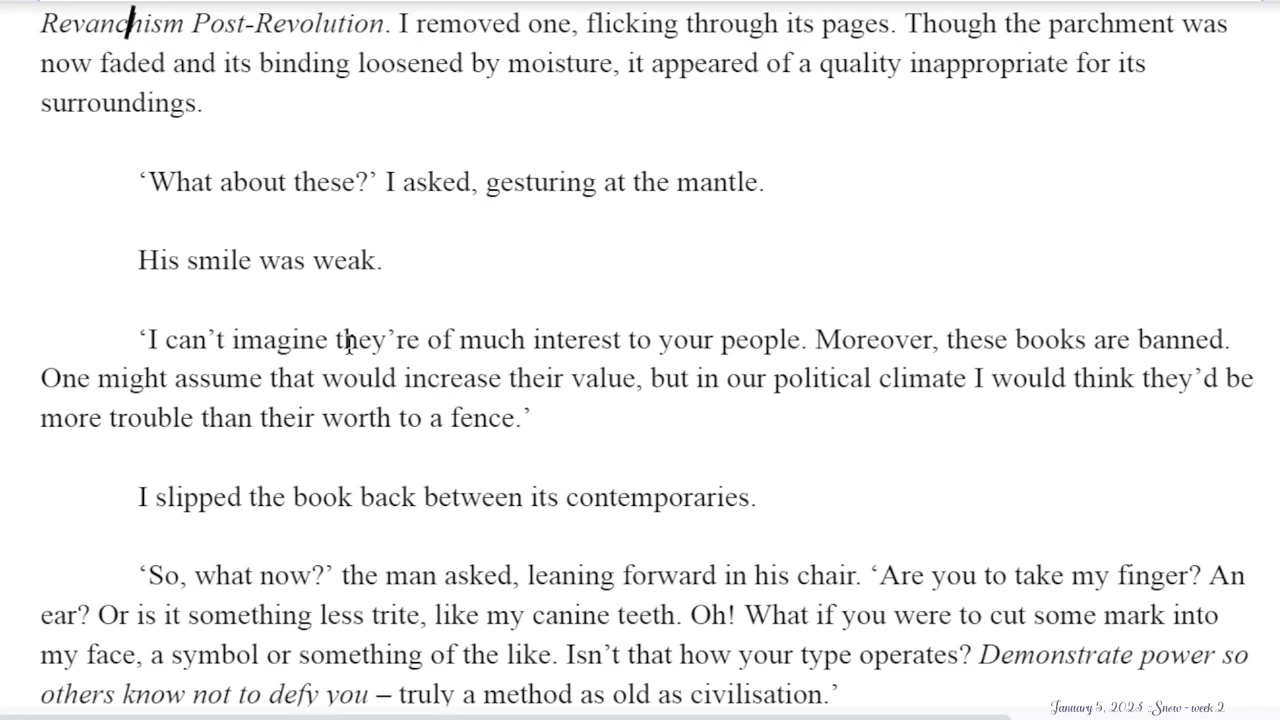 Revanchism Post-Revolution. I removed one, flicking through its pages. Though the parchment was
now faded and its binding loosened by moisture, it appeared of a quality inappropriate for its
surroundings.
‘What about these?’ I asked, gesturing at the mantle.
His smile was weak.
‘I can’t imagine they’re of much interest to your people. Moreover, these books are banned.
One might assume that would increase their value, but in our political climate I would think they’d be
more trouble than their worth to a fence.’
I slipped the book back between its contemporaries.
‘So, what now?’ the man asked, leaning forward in his chair. ‘Are you to take my finger? An
ear? Or is it something less trite, like my canine teeth. Oh! What if you were to cut some mark into
my face, a symbol or something of the like. Isn’t that how your type operates? Demonstrate power so
others know not to defy you – truly a method as old as civilisation.’
January 5, 2023 - Snow - week 2